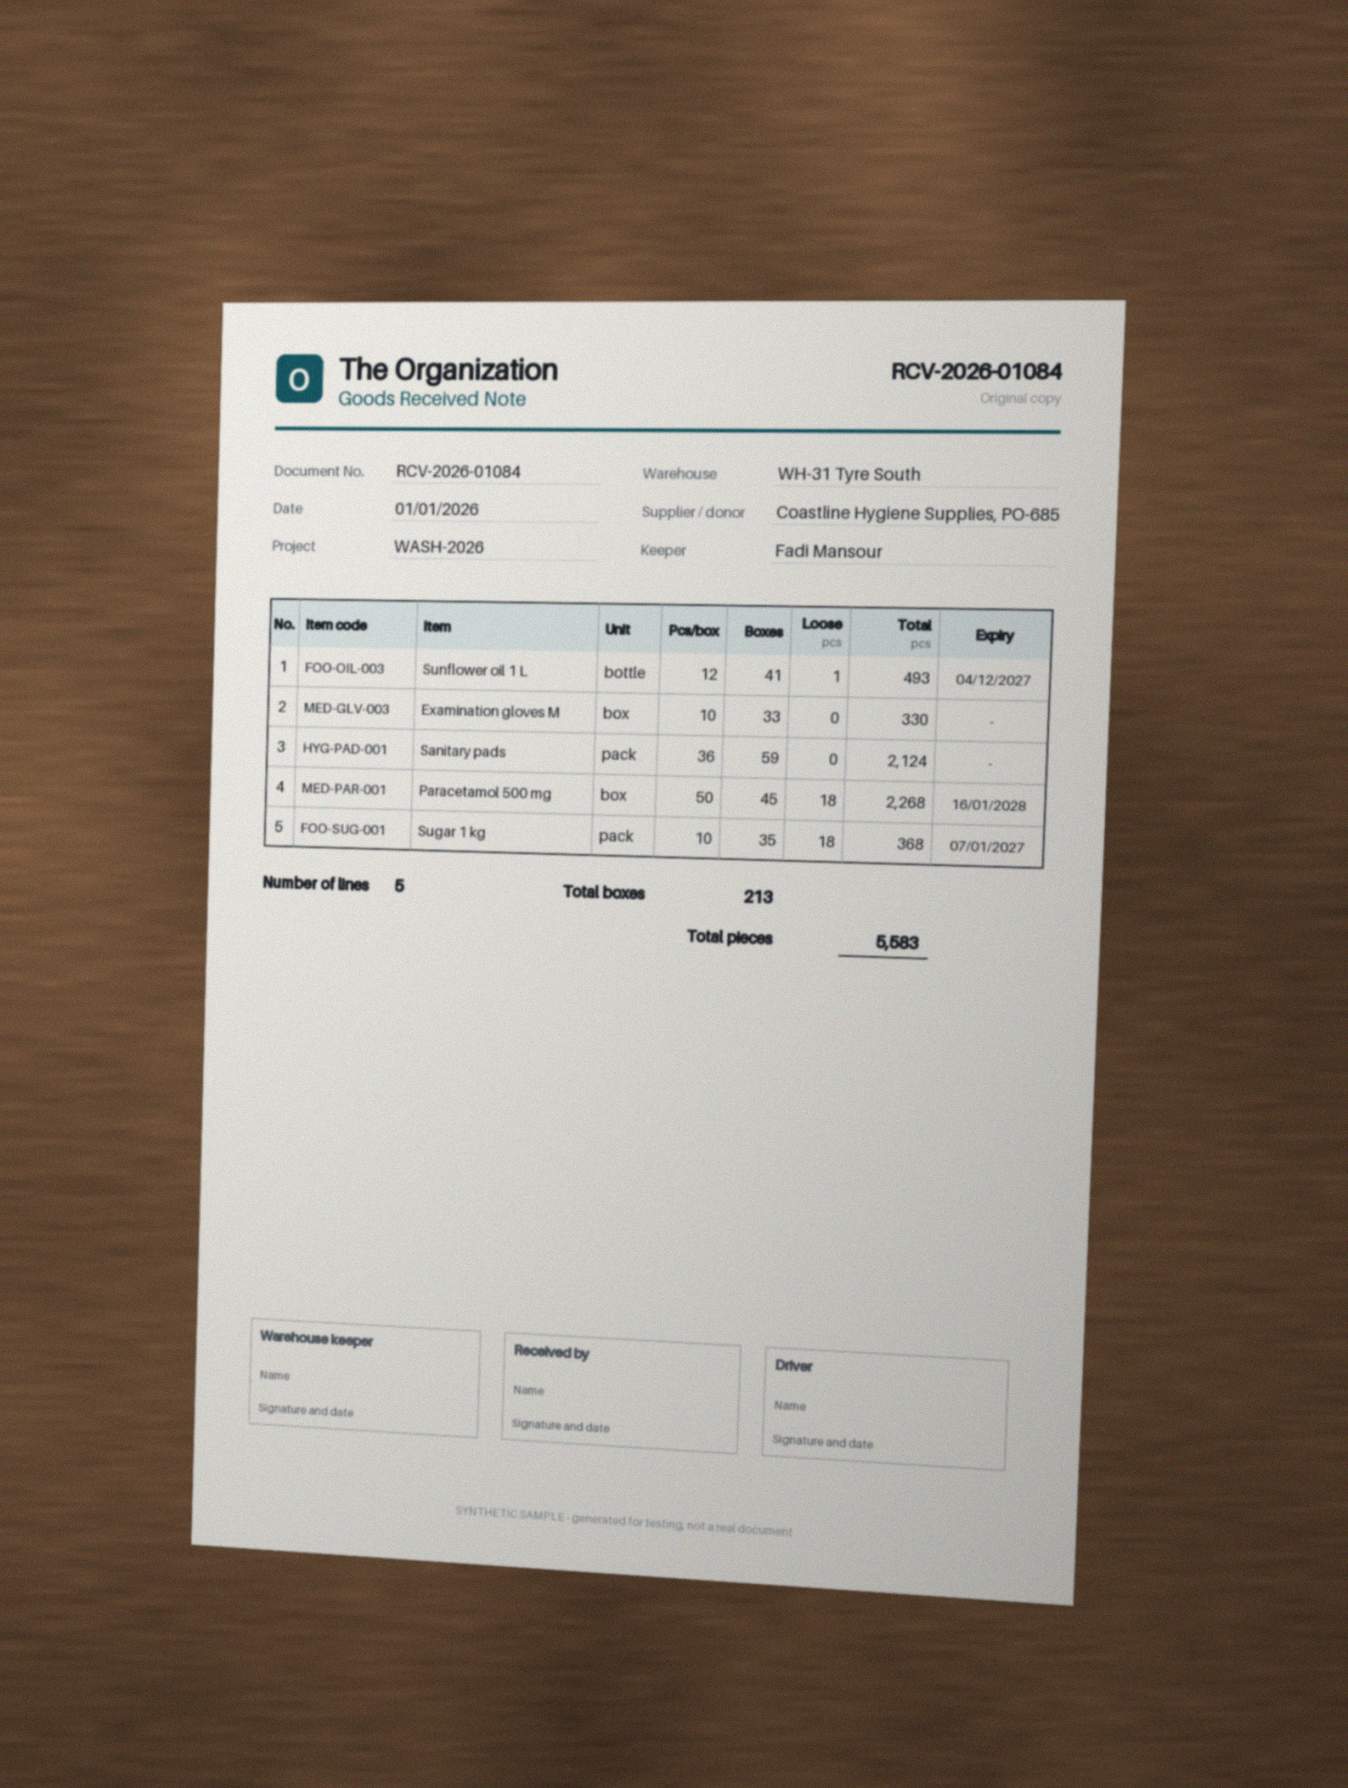 O
The Organization
Goods Received Note
RCV-2026-01084
Original copy
Document No. RCV-2026-01084 Warehouse WH-31 Tyre South
Date 01/01/2026 Supplier / donor Coastline Hygiene Supplies, PO-685
Project WASH-2026 Keeper Fadi Mansour
No. Item code Item Unit Pcs/box Boxes Loose pcs Total pcs Expiry
1 FOO-OIL-003 Sunflower oil 1 L bottle 12 41 1 493 04/12/2027
2 MED-GLV-003 Examination gloves M box 10 33 0 330 -
3 HYG-PAD-001 Sanitary pads pack 36 59 0 2,124 -
4 MED-PAR-001 Paracetamol 500 mg box 50 45 18 2,268 16/01/2028
5 FOO-SUG-001 Sugar 1 kg pack 10 35 18 368 07/01/2027
Number of lines 5 Total boxes 213
Total pieces 5,583
Warehouse keeper
Name
Signature and date
Received by
Name
Signature and date
Driver
Name
Signature and date
SYNTHETIC SAMPLE - generated for testing, not a real document